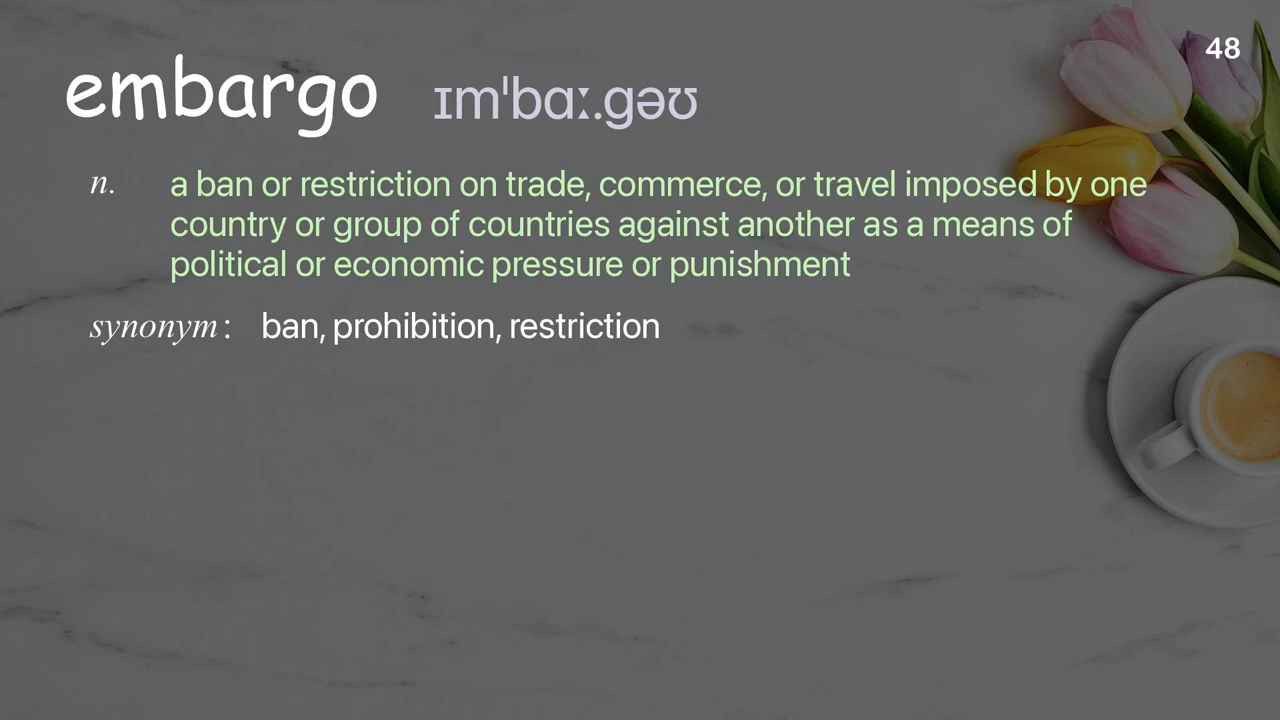 48
embargo ɪmˈbɑː.gəʊ
n. a ban or restriction on trade, commerce, or travel imposed by one
country or group of countries against another as a means of
political or economic pressure or punishment
synonym: ban, prohibition, restriction